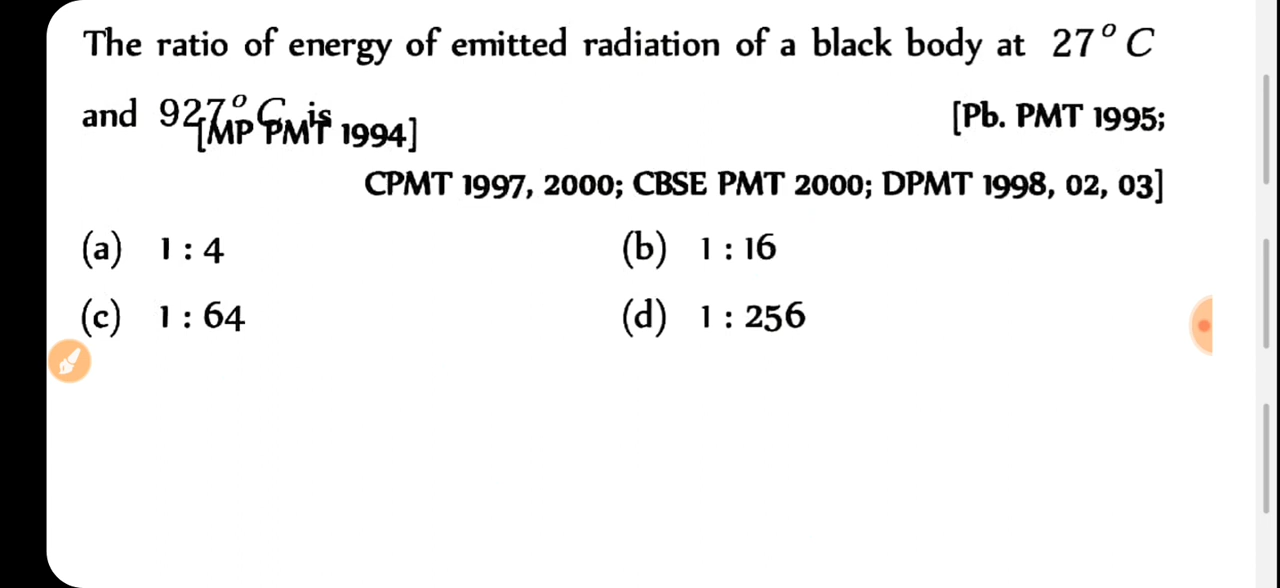 The ratio of energy of emitted radiation of a black body at 27° C
and 927° C is [Pb. PMT 1995;
[MP PMT 1994]
CPMT 1997, 2000; CBSE PMT 2000; DPMT 1998, 02, 03]
(a) 1 : 4 (b) 1 : 16
(c) 1 : 64 (d) 1 : 256